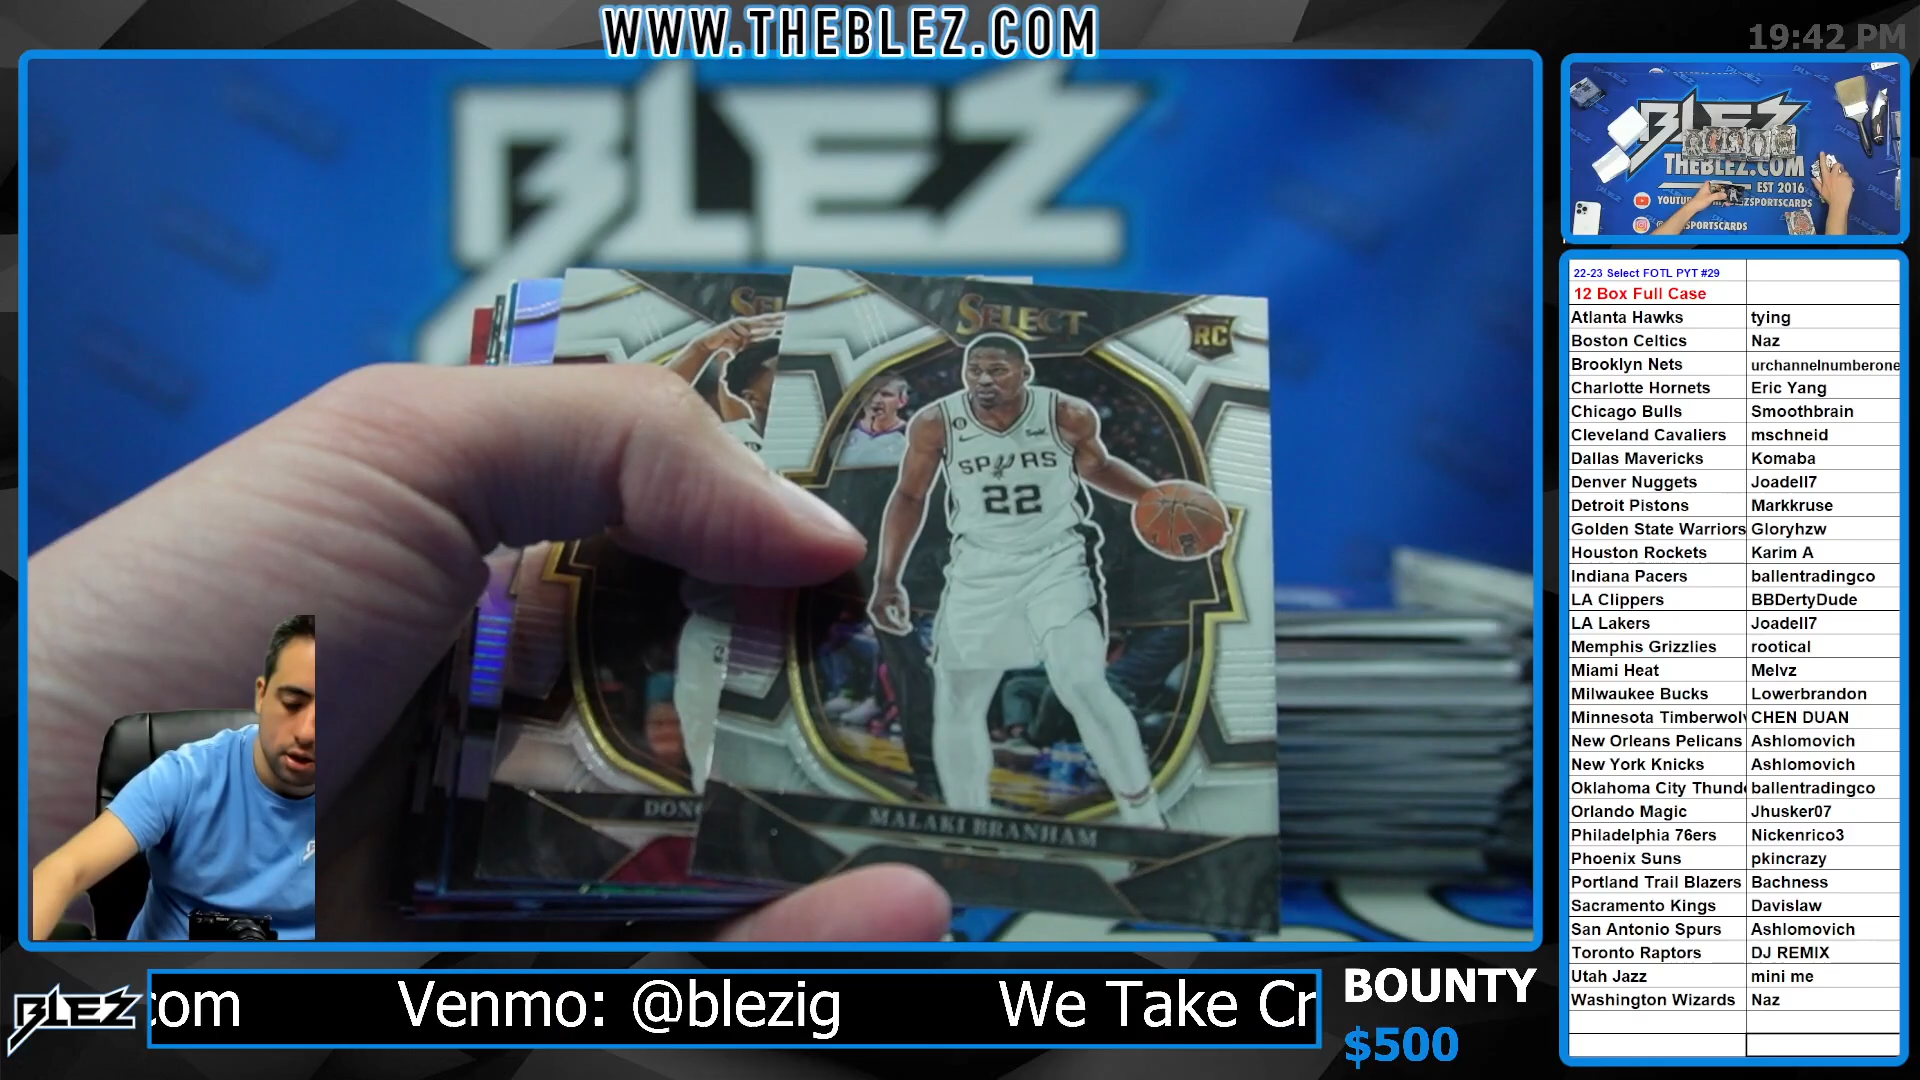 WWW.THEBLEZ.COM
19:42 PM
BLEZ
SELECT
RC
SPURS
22
MALAKI BRANHAM
DON
BLEZ
THEBLEZ.COM
EST 2016
22-23 Select FOTL PYT #29
12 Box Full Case
Atlanta Hawks tying
Boston Celtics Naz
Brooklyn Nets urchannelnumberone
Charlotte Hornets Eric Yang
Chicago Bulls Smoothbrain
Cleveland Cavaliers mschneid
Dallas Mavericks Komaba
Denver Nuggets Joadell7
Detroit Pistons Markkruse
Golden State Warriors Gloryhzw
Houston Rockets Karim A
Indiana Pacers ballentradingco
LA Clippers BBDertyDude
LA Lakers Joadell7
Memphis Grizzlies rootical
Miami Heat Melvz
Milwaukee Bucks Lowerbrandon
Minnesota Timberwol CHEN DUAN
New Orleans Pelicans Ashlomovich
New York Knicks Ashlomovich
Oklahoma City Thund ballentradingco
Orlando Magic Jhusker07
Philadelphia 76ers Nickenrico3
Phoenix Suns pkincrazy
Portland Trail Blazers Bachness
Sacramento Kings Davislaw
San Antonio Spurs Ashlomovich
Toronto Raptors DJ REMIX
Utah Jazz mini me
Washington Wizards Naz
BLEZ
com Venmo: @blezig We Take Cr
BOUNTY
$500